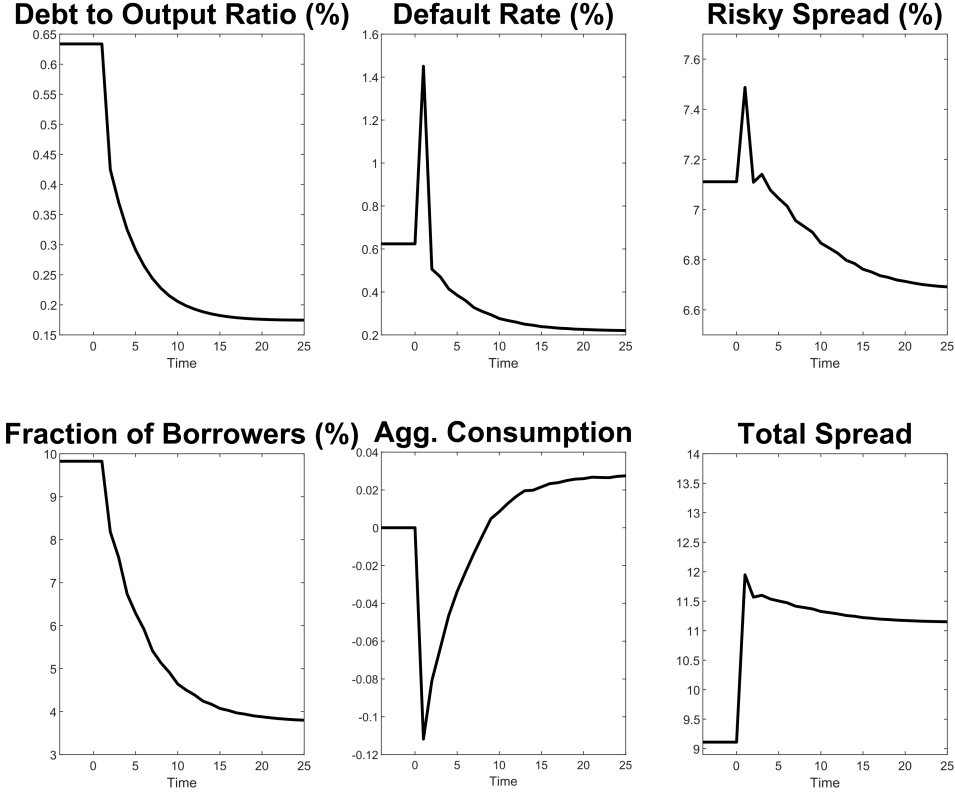 Debt to Output Ratio (%)
0.65
0.6
0.55
0.5
0.45
0.4
0.35
0.3
0.25
0.2
0.15
0 5 10 15 20 25
Time
Default Rate (%)
1.6
1.4
1.2
1
0.8
0.6
0.4
0.2
0 5 10 15 20 25
Time
Risky Spread (%)
7.6
7.4
7.2
7
6.8
6.6
0 5 10 15 20 25
Time
Fraction of Borrowers (%)
10
9
8
7
6
5
4
3
0 5 10 15 20 25
Time
Agg. Consumption
0.04
0.02
0
-0.02
-0.04
-0.06
-0.08
-0.1
-0.12
0 5 10 15 20 25
Time
Total Spread
14
13.5
13
12.5
12
11.5
11
10.5
10
9.5
9
0 5 10 15 20 25
Time